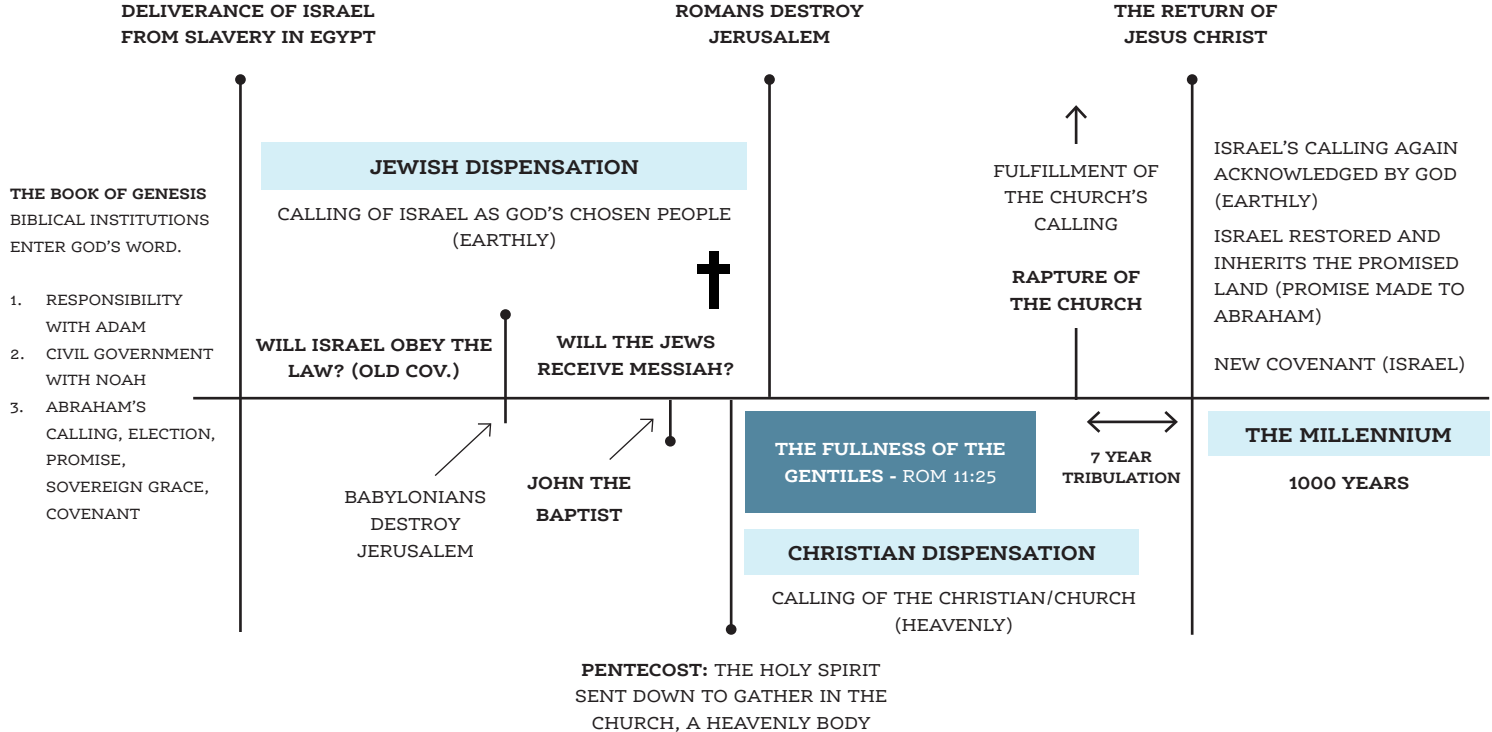 DELIVERANCE OF ISRAEL
FROM SLAVERY IN EGYPT
ROMANS DESTROY
JERUSALEM
THE RETURN OF
JESUS CHRIST
THE BOOK OF GENESIS
BIBLICAL INSTITUTIONS
ENTER GOD'S WORD.
1. RESPONSIBILITY
WITH ADAM
2. CIVIL GOVERNMENT
WITH NOAH
3. ABRAHAM'S
CALLING, ELECTION,
PROMISE,
SOVEREIGN GRACE,
COVENANT
JEWISH DISPENSATION
CALLING OF ISRAEL AS GOD'S CHOSEN PEOPLE
(EARTHLY)
WILL ISRAEL OBEY THE
LAW? (OLD COV.)
WILL THE JEWS
RECEIVE MESSIAH?
FULFILLMENT OF
THE CHURCH'S
CALLING
RAPTURE OF
THE CHURCH
ISRAEL'S CALLING AGAIN
ACKNOWLEDGED BY GOD
(EARTHLY)
ISRAEL RESTORED AND
INHERITS THE PROMISED
LAND (PROMISE MADE TO
ABRAHAM)
NEW COVENANT (ISRAEL)
BABYLONIANS
DESTROY
JERUSALEM
JOHN THE
BAPTIST
THE FULLNESS OF THE
GENTILES - ROM 11:25
7 YEAR
TRIBULATION
THE MILLENNIUM
1000 YEARS
CHRISTIAN DISPENSATION
CALLING OF THE CHRISTIAN/CHURCH
(HEAVENLY)
PENTECOST: THE HOLY SPIRIT
SENT DOWN TO GATHER IN THE
CHURCH, A HEAVENLY BODY